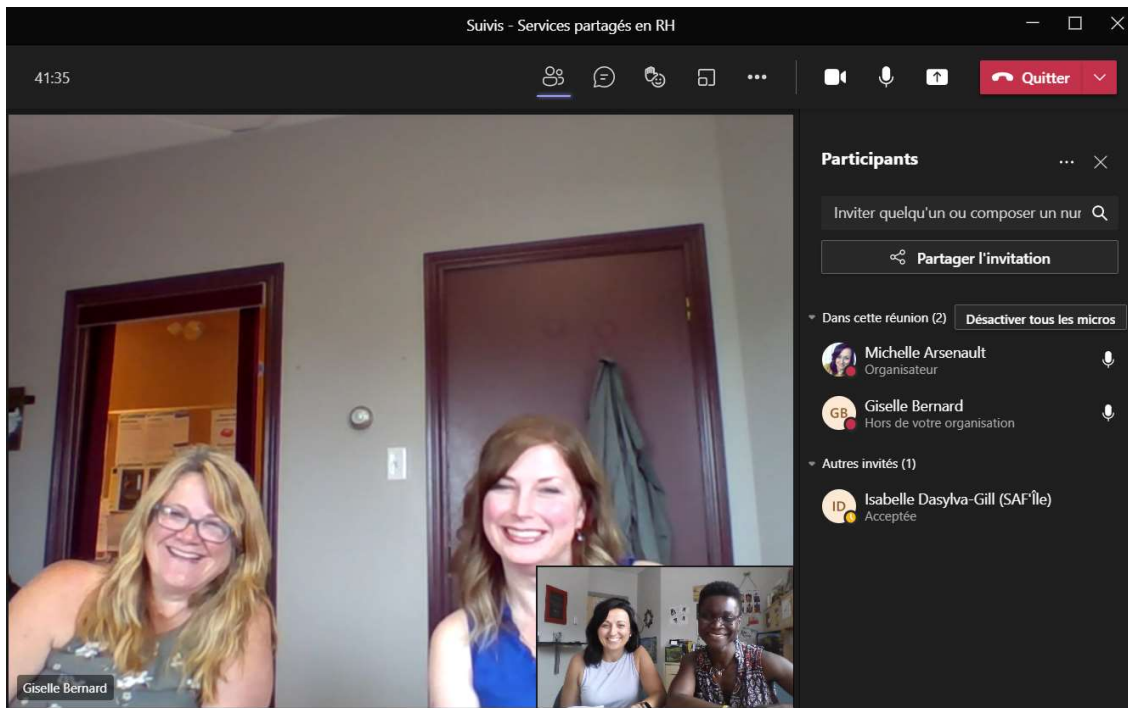 Suivis - Services partagés en RH
41:35
Quitter
Participants
Inviter quelqu'un ou composer un nur
Partager l'invitation
Dans cette réunion (2)
Désactiver tous les micros
Michelle Arsenault
Organisateur
GB
Giselle Bernard
Hors de votre organisation
Autres invités (1)
ID
Isabelle Dasylva-Gill (SAF'Île)
Acceptée
Giselle Bernard